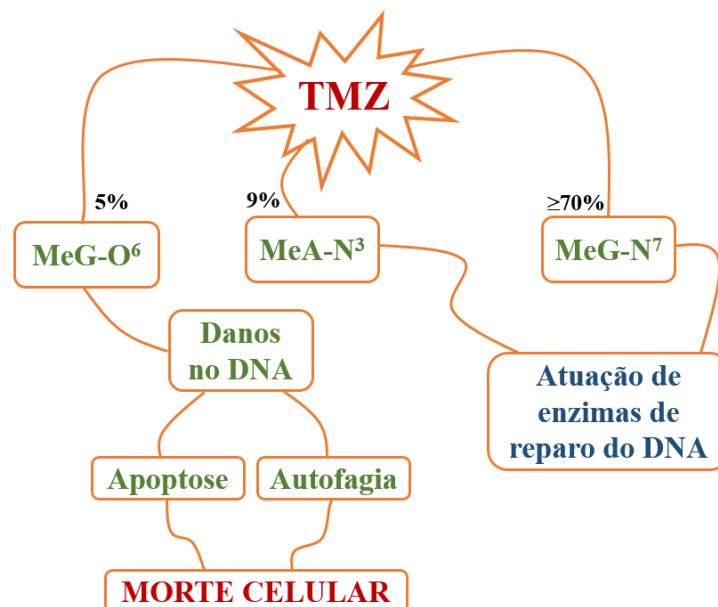 TMZ
5%
9%
≥70%
MeG-O⁶
MeA-N³
MeG-N⁷
Danos
no DNA
Atuação de
enzimas de
reparo do DNA
Apoptose
Autofagia
MORTE CELULAR